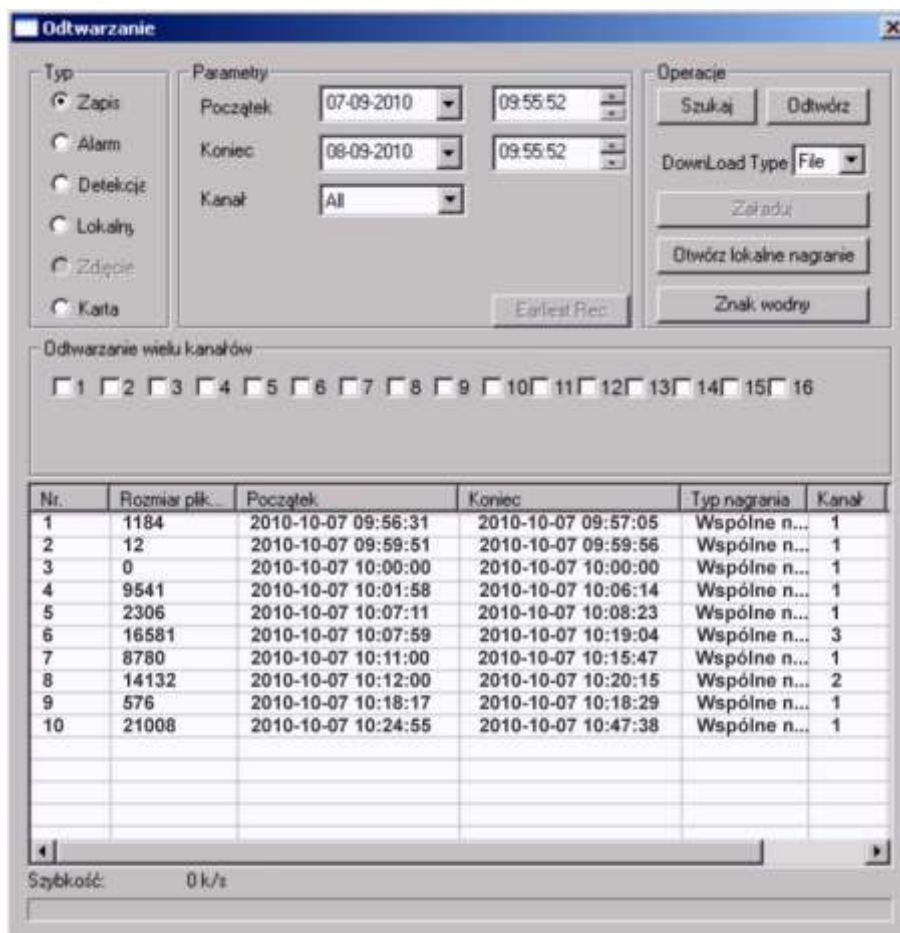 Odtwarzanie
Typ
Zapis
Alarm
Detekcje
Lokalny
Zdjęcie
Karta
Parametry
Początek 07-09-2010 09:55:52
Koniec 08-09-2010 09:55:52
Kanał All
Earliest Rec
Operacje
Szukaj Odtwórz
DownLoad Type File
Załaduj
Otwórz lokalne nagranie
Znak wodny
Odtwarzanie wielu kanałów
1 2 3 4 5 6 7 8 9 10 11 12 13 14 15 16
Nr. Rozmiar plik... Początek Koniec Typ nagrania Kanał
1 1184 2010-10-07 09:56:31 2010-10-07 09:57:05 Wspólne n... 1
2 12 2010-10-07 09:59:51 2010-10-07 09:59:56 Wspólne n... 1
3 0 2010-10-07 10:00:00 2010-10-07 10:00:00 Wspólne n... 1
4 9541 2010-10-07 10:01:58 2010-10-07 10:06:14 Wspólne n... 1
5 2306 2010-10-07 10:07:11 2010-10-07 10:08:23 Wspólne n... 1
6 16581 2010-10-07 10:07:59 2010-10-07 10:19:04 Wspólne n... 3
7 8780 2010-10-07 10:11:00 2010-10-07 10:15:47 Wspólne n... 1
8 14132 2010-10-07 10:12:00 2010-10-07 10:20:15 Wspólne n... 2
9 576 2010-10-07 10:18:17 2010-10-07 10:18:29 Wspólne n... 1
10 21008 2010-10-07 10:24:55 2010-10-07 10:47:38 Wspólne n... 1
Szybkość: 0 k/s